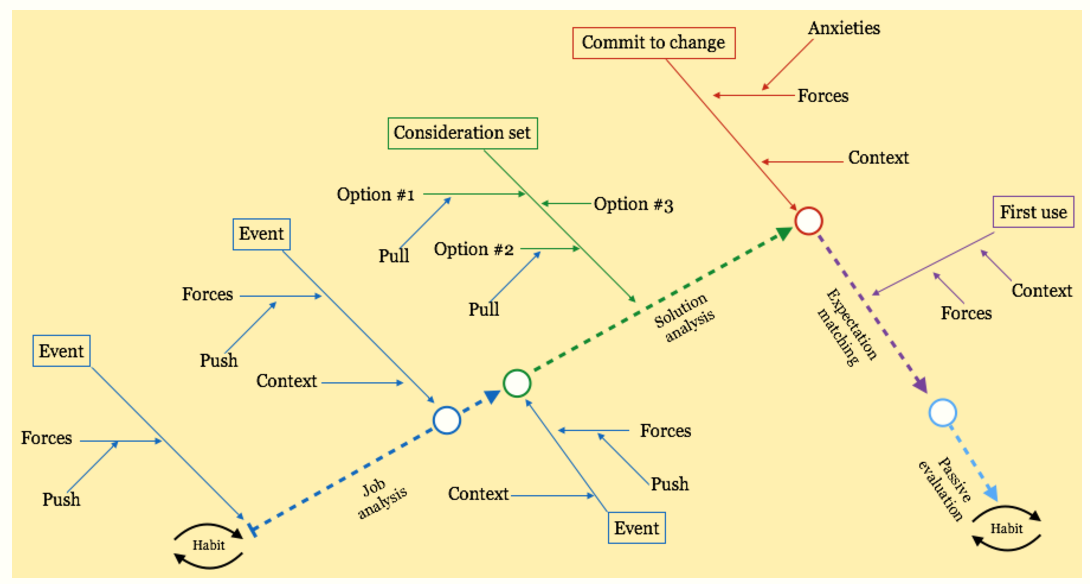 Anxieties
Commit to change
Forces
Consideration set
Context
Option #1
Option #3
First use
Event
Pull
Option #2
Context
Forces
Pull
Forces
Solution
analysis
Expectation
matching
Event
Push
Context
Forces
Forces
Push
Job
analysis
Context
Push
Passive
evaluation
Event
Habit
Habit